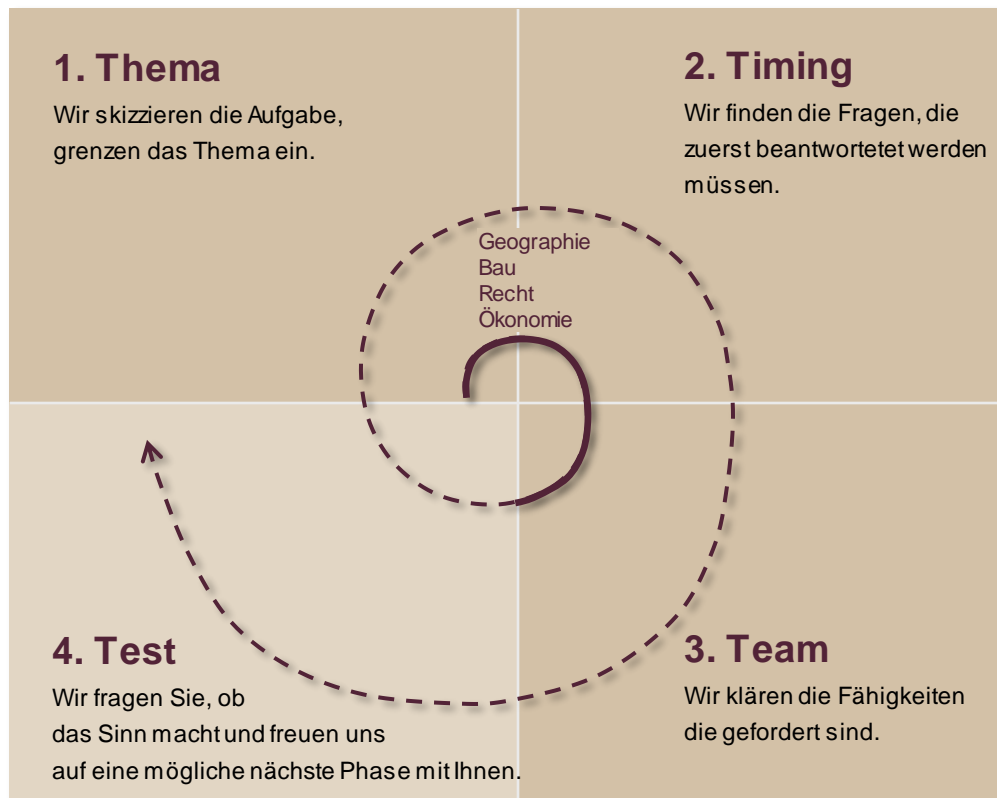 1. Thema
Wir skizzieren die Aufgabe,
grenzen das Thema ein.
2. Timing
Wir finden die Fragen, die
zuerst beantwortetet werden
müssen.
Geographie
Bau
Recht
Ökonomie
4. Test
Wir fragen Sie, ob
das Sinn macht und freuen uns
auf eine mögliche nächste Phase mit Ihnen.
3. Team
Wir klären die Fähigkeiten
die gefordert sind.